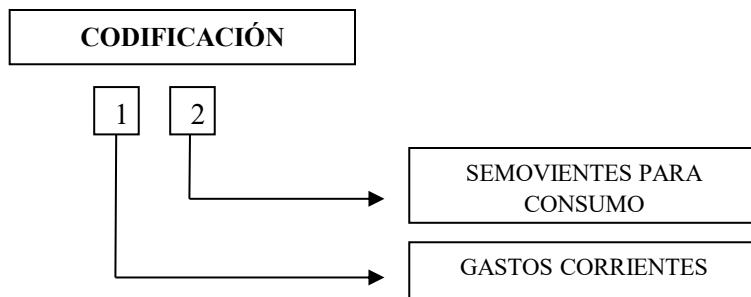 CODIFICACIÓN
1 2
SEMOVIENTES PARA
CONSUMO
GASTOS CORRIENTES